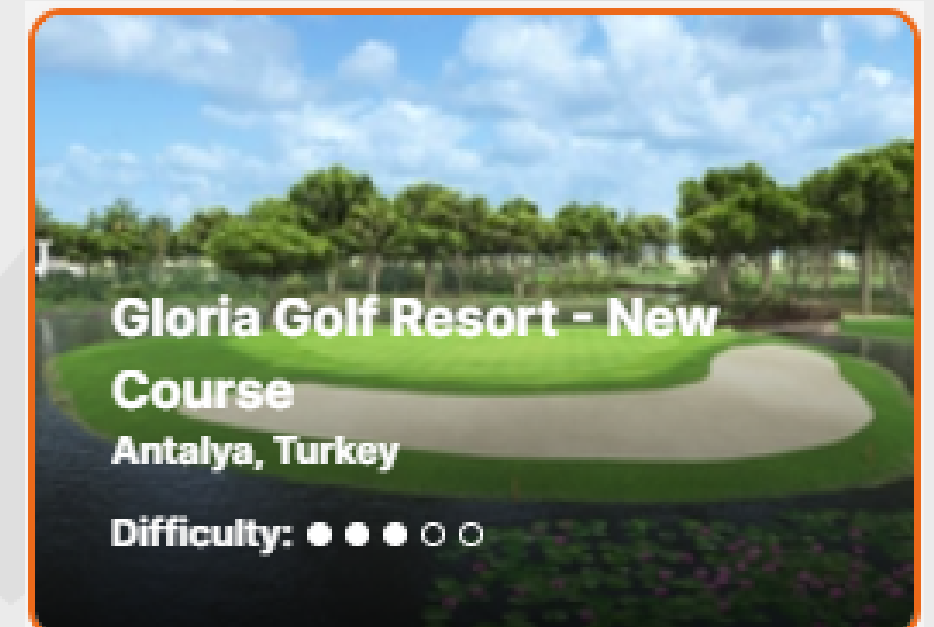 Gloria Golf Resort - New
Course
Antalya, Turkey
Difficulty: ●●●○○